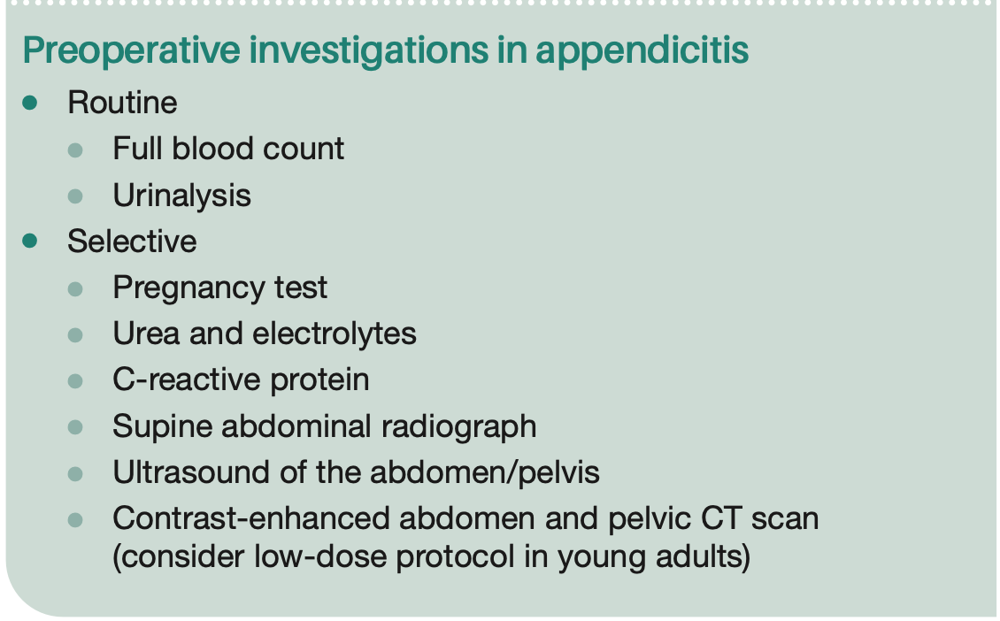 Preoperative investigations in appendicitis
Routine
Full blood count
Urinalysis
Selective
Pregnancy test
Urea and electrolytes
C-reactive protein
Supine abdominal radiograph
Ultrasound of the abdomen/pelvis
Contrast-enhanced abdomen and pelvic CT scan
(consider low-dose protocol in young adults)